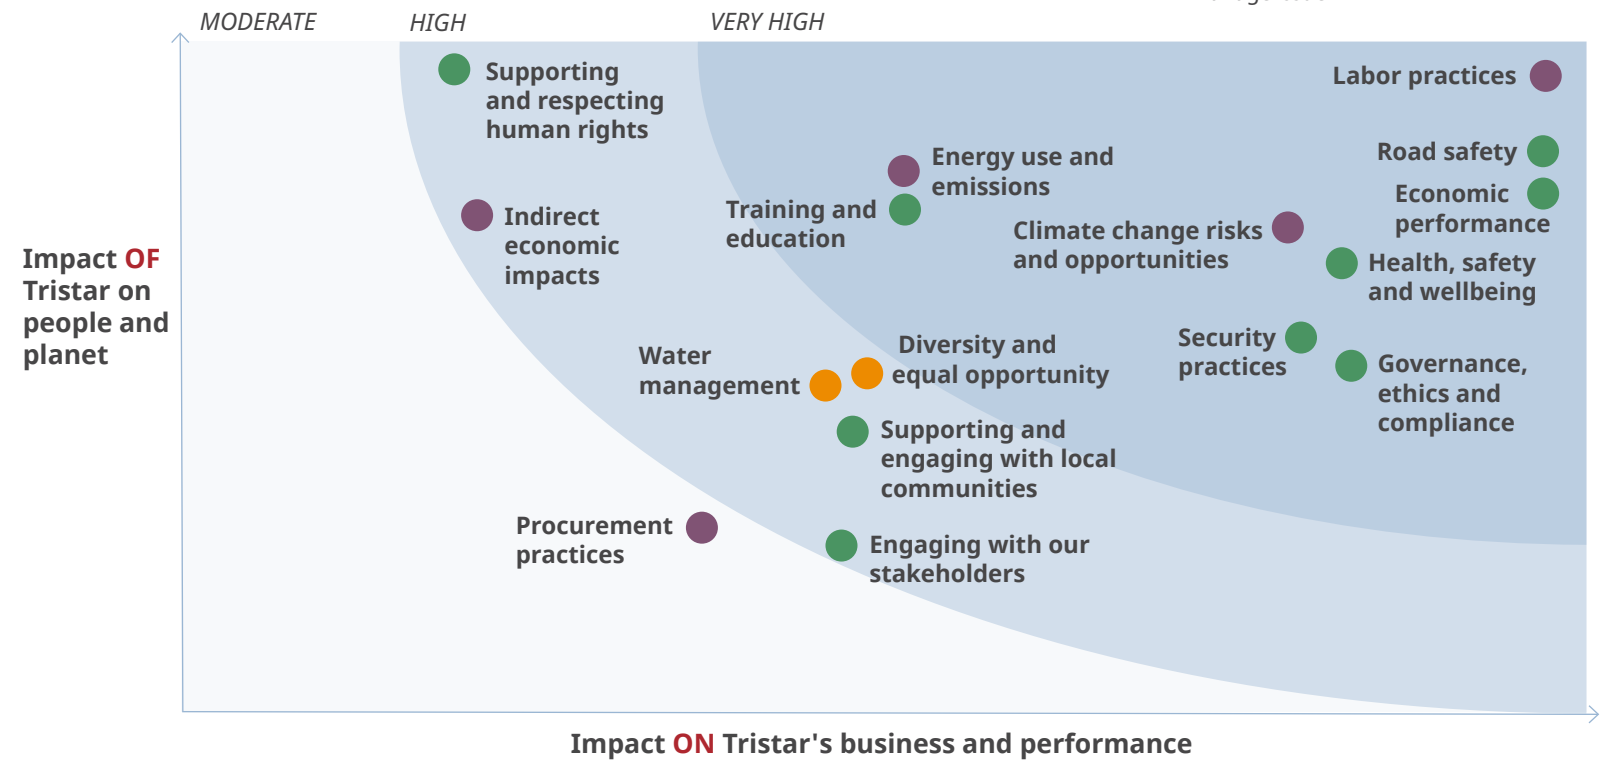 MODERATE
HIGH
VERY HIGH
Supporting
and respecting
human rights
Labor practices
Energy use and
emissions
Road safety
Training and
education
Economic
performance
Indirect
economic
impacts
Climate change risks
and opportunities
Health, safety
and wellbeing
Impact OF
Tristar on
people and
planet
Water
management
Diversity and
equal opportunity
Security
practices
Governance,
ethics and
compliance
Supporting and
engaging with local
communities
Procurement
practices
Engaging with our
stakeholders
Impact ON Tristar's business and performance